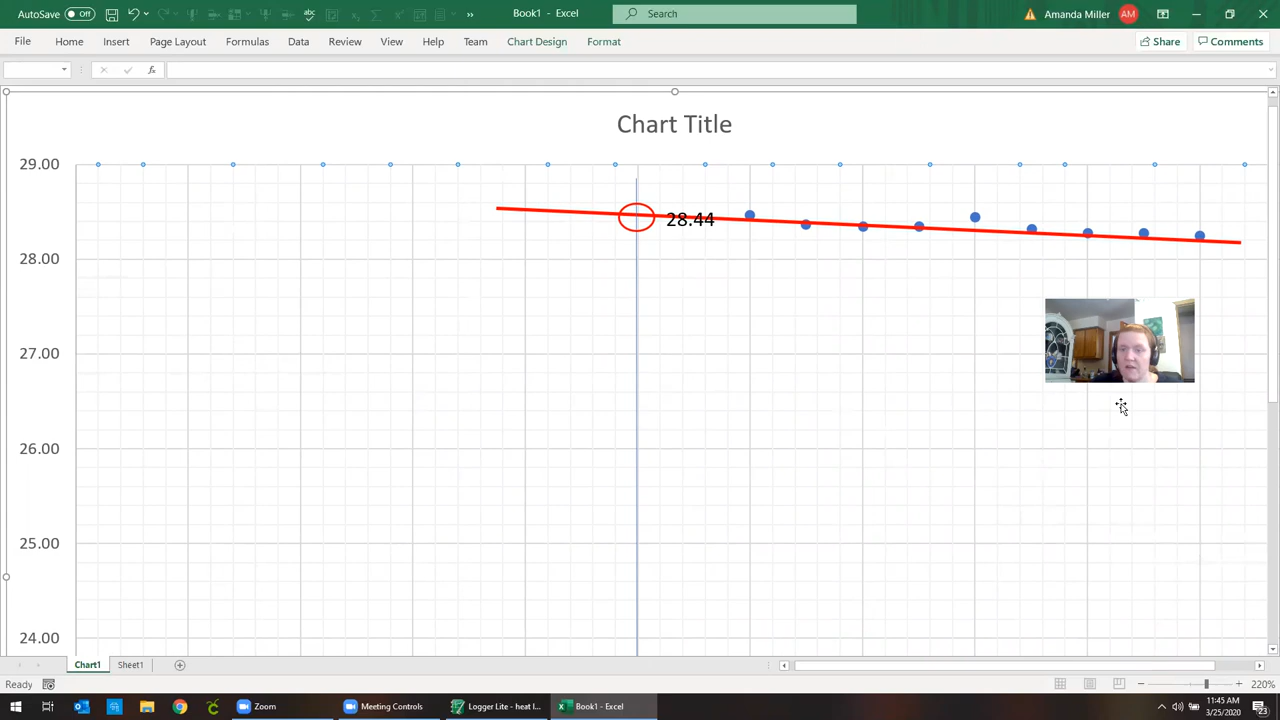 AutoSave Off
Book1 - Excel
Search
Amanda Miller AM
File Home Insert Page Layout Formulas Data Review View Help Team Chart Design Format
Share Comments
fx
Chart Title
29.00
28.44
28.00
27.00
26.00
25.00
24.00
Chart1 Sheet1
Ready
220%
Zoom
Meeting Controls
Logger Lite - heat l...
Book1 - Excel
11:45 AM
3/25/2020